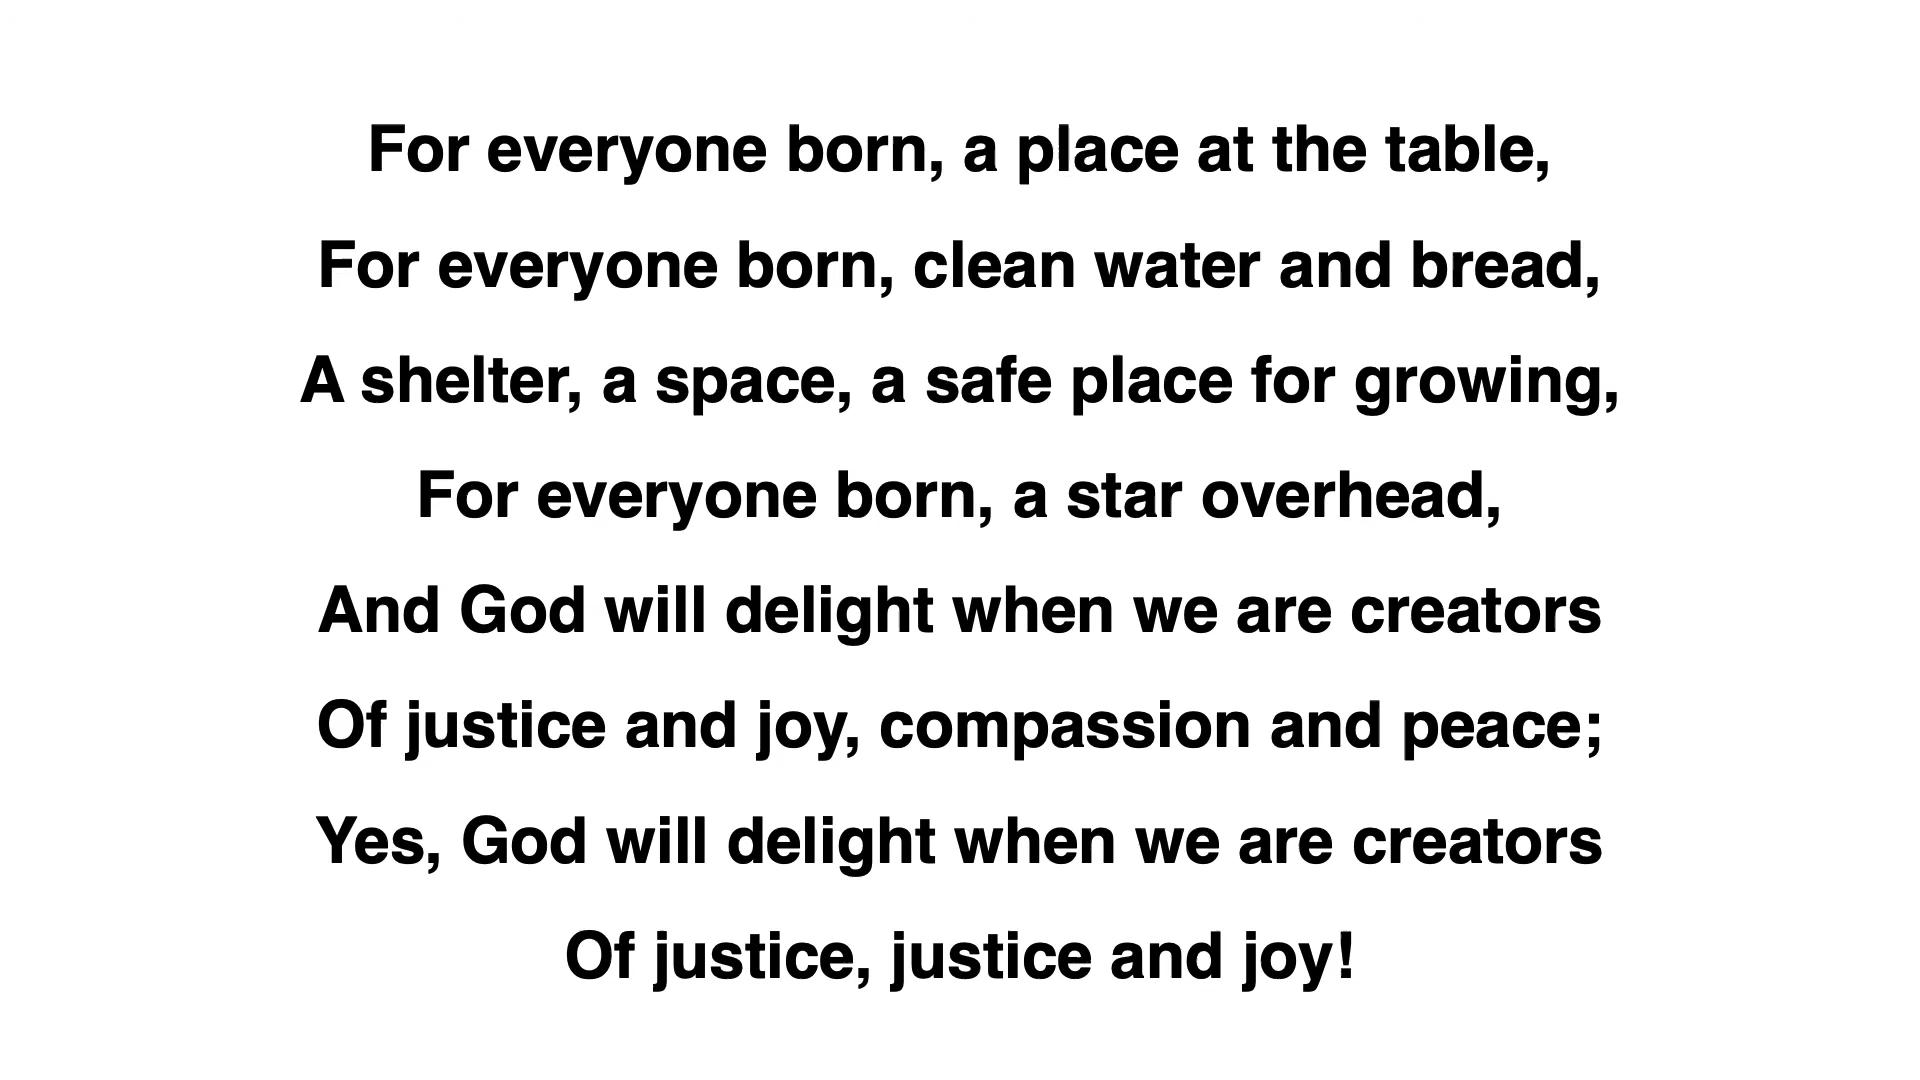 For everyone born, a place at the table,
For everyone born, clean water and bread,
A shelter, a space, a safe place for growing,
For everyone born, a star overhead,
And God will delight when we are creators
Of justice and joy, compassion and peace;
Yes, God will delight when we are creators
Of justice, justice and joy!